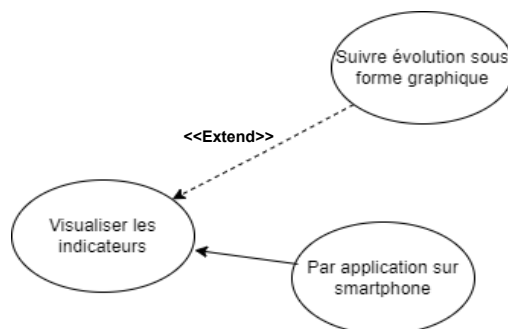 Suivre évolution sous
forme graphique
<<Extend>>
Visualiser les
indicateurs
Par application sur
smartphone